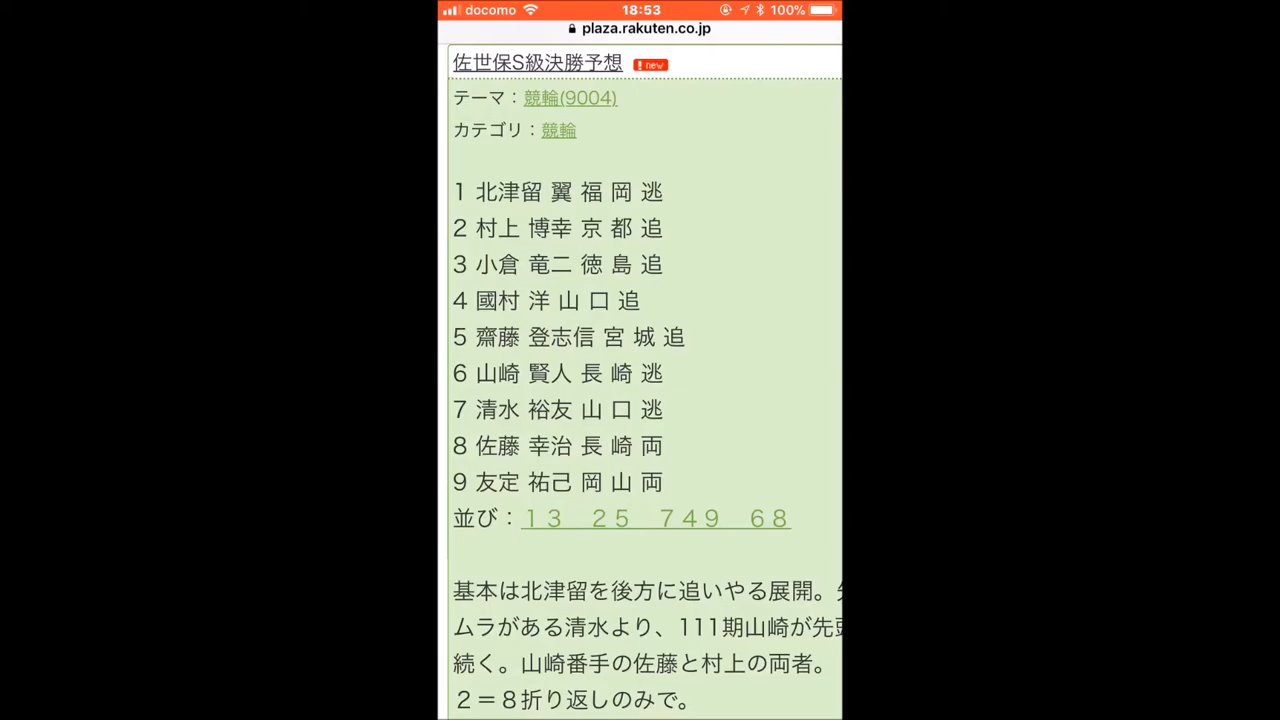 docomo 18:53 100%
plaza.rakuten.co.jp
佐世保S級決勝予想 ! new
テーマ：競輪(9004)
カテゴリ：競輪
1 北津留 翼 福 岡 逃
2 村上 博幸 京 都 追
3 小倉 竜二 徳 島 追
4 國村 洋 山 口 追
5 齋藤 登志信 宮 城 追
6 山崎 賢人 長 崎 逃
7 清水 裕友 山 口 逃
8 佐藤 幸治 長 崎 両
9 友定 祐己 岡 山 両
並び：１３　２５　７４９　６８
基本は北津留を後方に追いやる展開。
ムラがある清水より、111期山崎が先
続く。山崎番手の佐藤と村上の両者。
２＝８折り返しのみで。